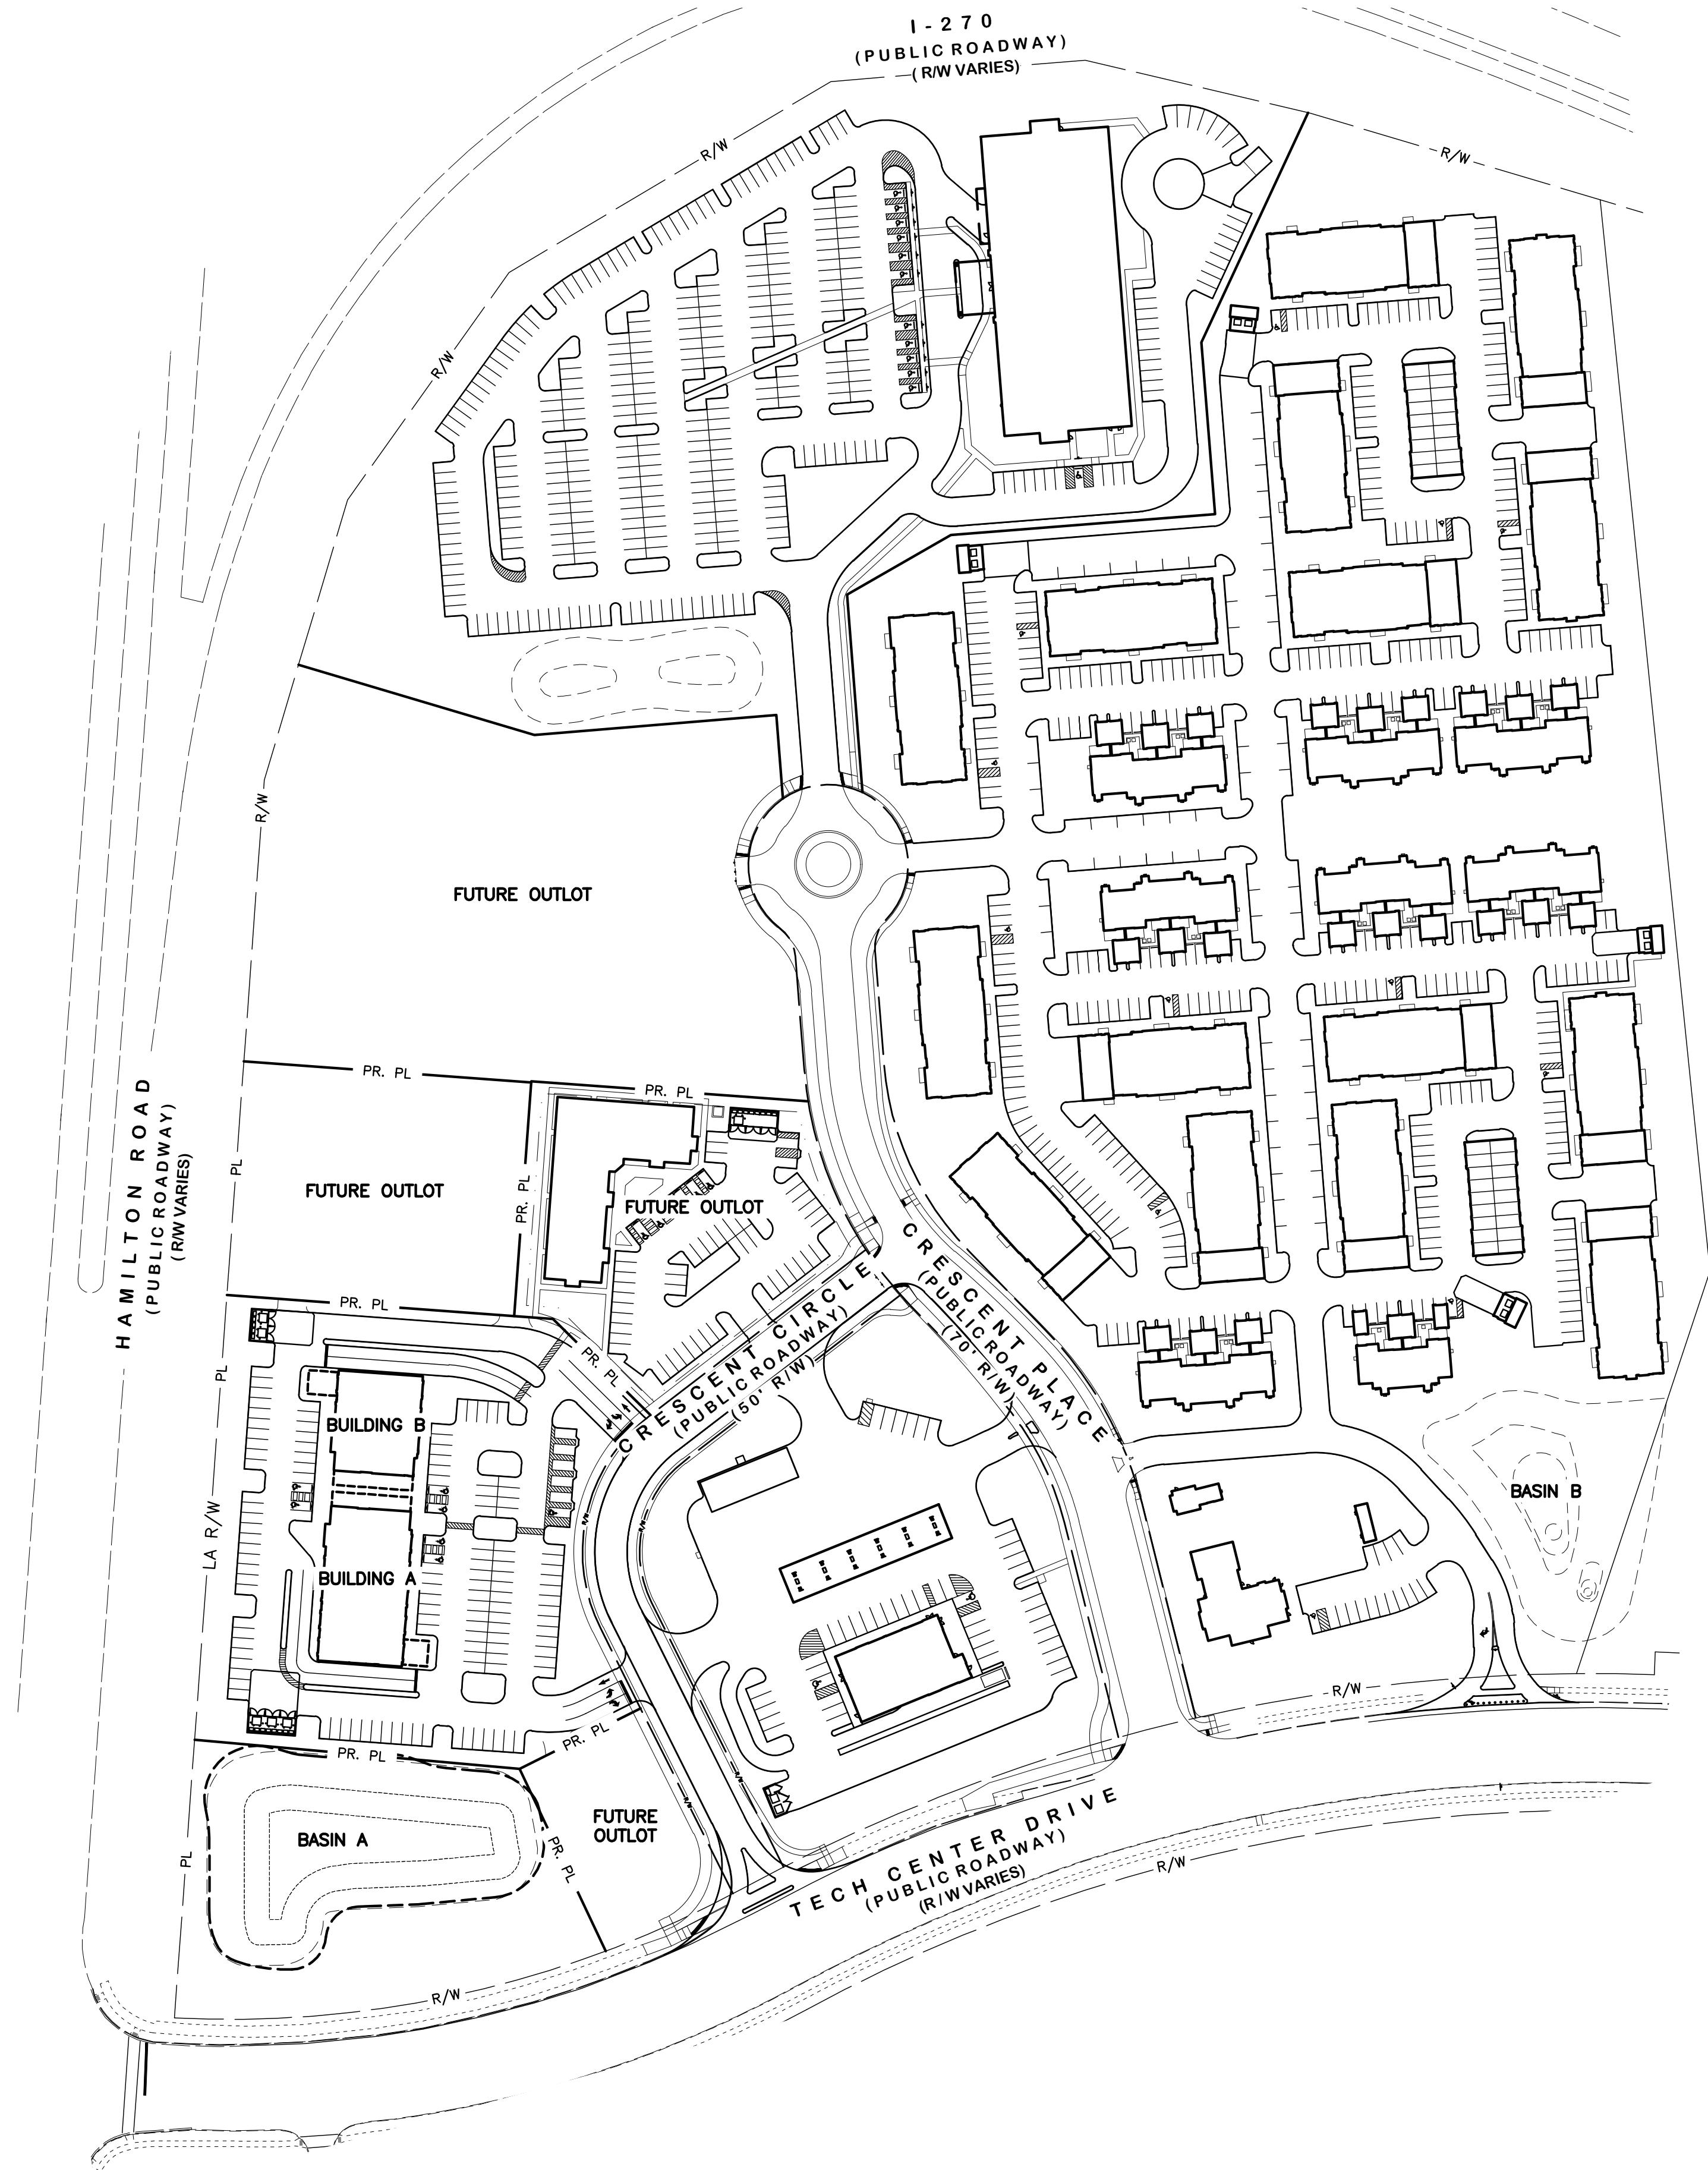 I-270
(PUBLIC ROADWAY)
(R/W VARIES)
R/W
R/W
R/W
R/W
FUTURE OUTLOT
HAMILTON ROAD
(PUBLIC ROADWAY)
(R/W VARIES)
PR. PL
PR. PL
PL
FUTURE OUTLOT
PR. PL
FUTURE OUTLOT
CRESCENT PLACE
(PUBLIC ROADWAY)
(70' R/W)
CRESCENT CIRCLE
(PUBLIC ROADWAY)
(50' R/W)
PR. PL
PL
PR. PL
BUILDING B
LA R/W
BUILDING A
BASIN B
R/W
PR. PL
PR. PL
PL
BASIN A
PR. PL
FUTURE
OUTLOT
TECH CENTER DRIVE
(PUBLIC ROADWAY)
(R/W VARIES)
R/W
R/W